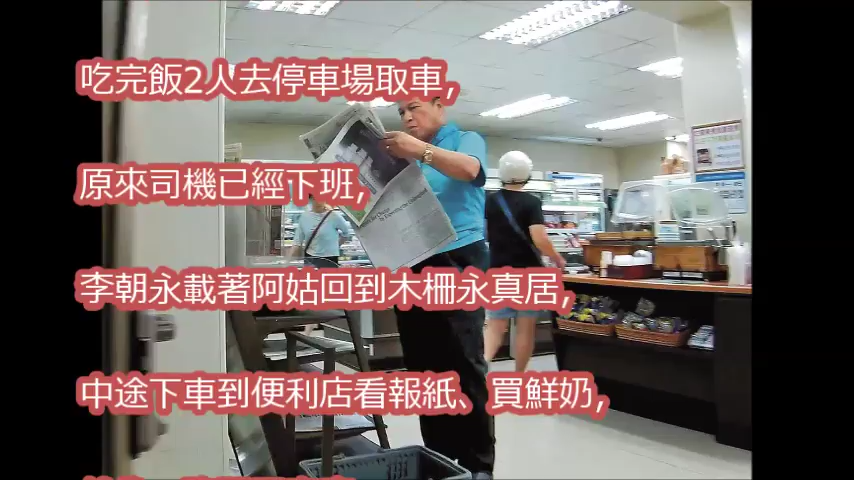 吃完飯2人去停車場取車，
原來司機已經下班，
李朝永載著阿姑回到木柵永真居，
中途下車到便利店看報紙、買鮮奶，